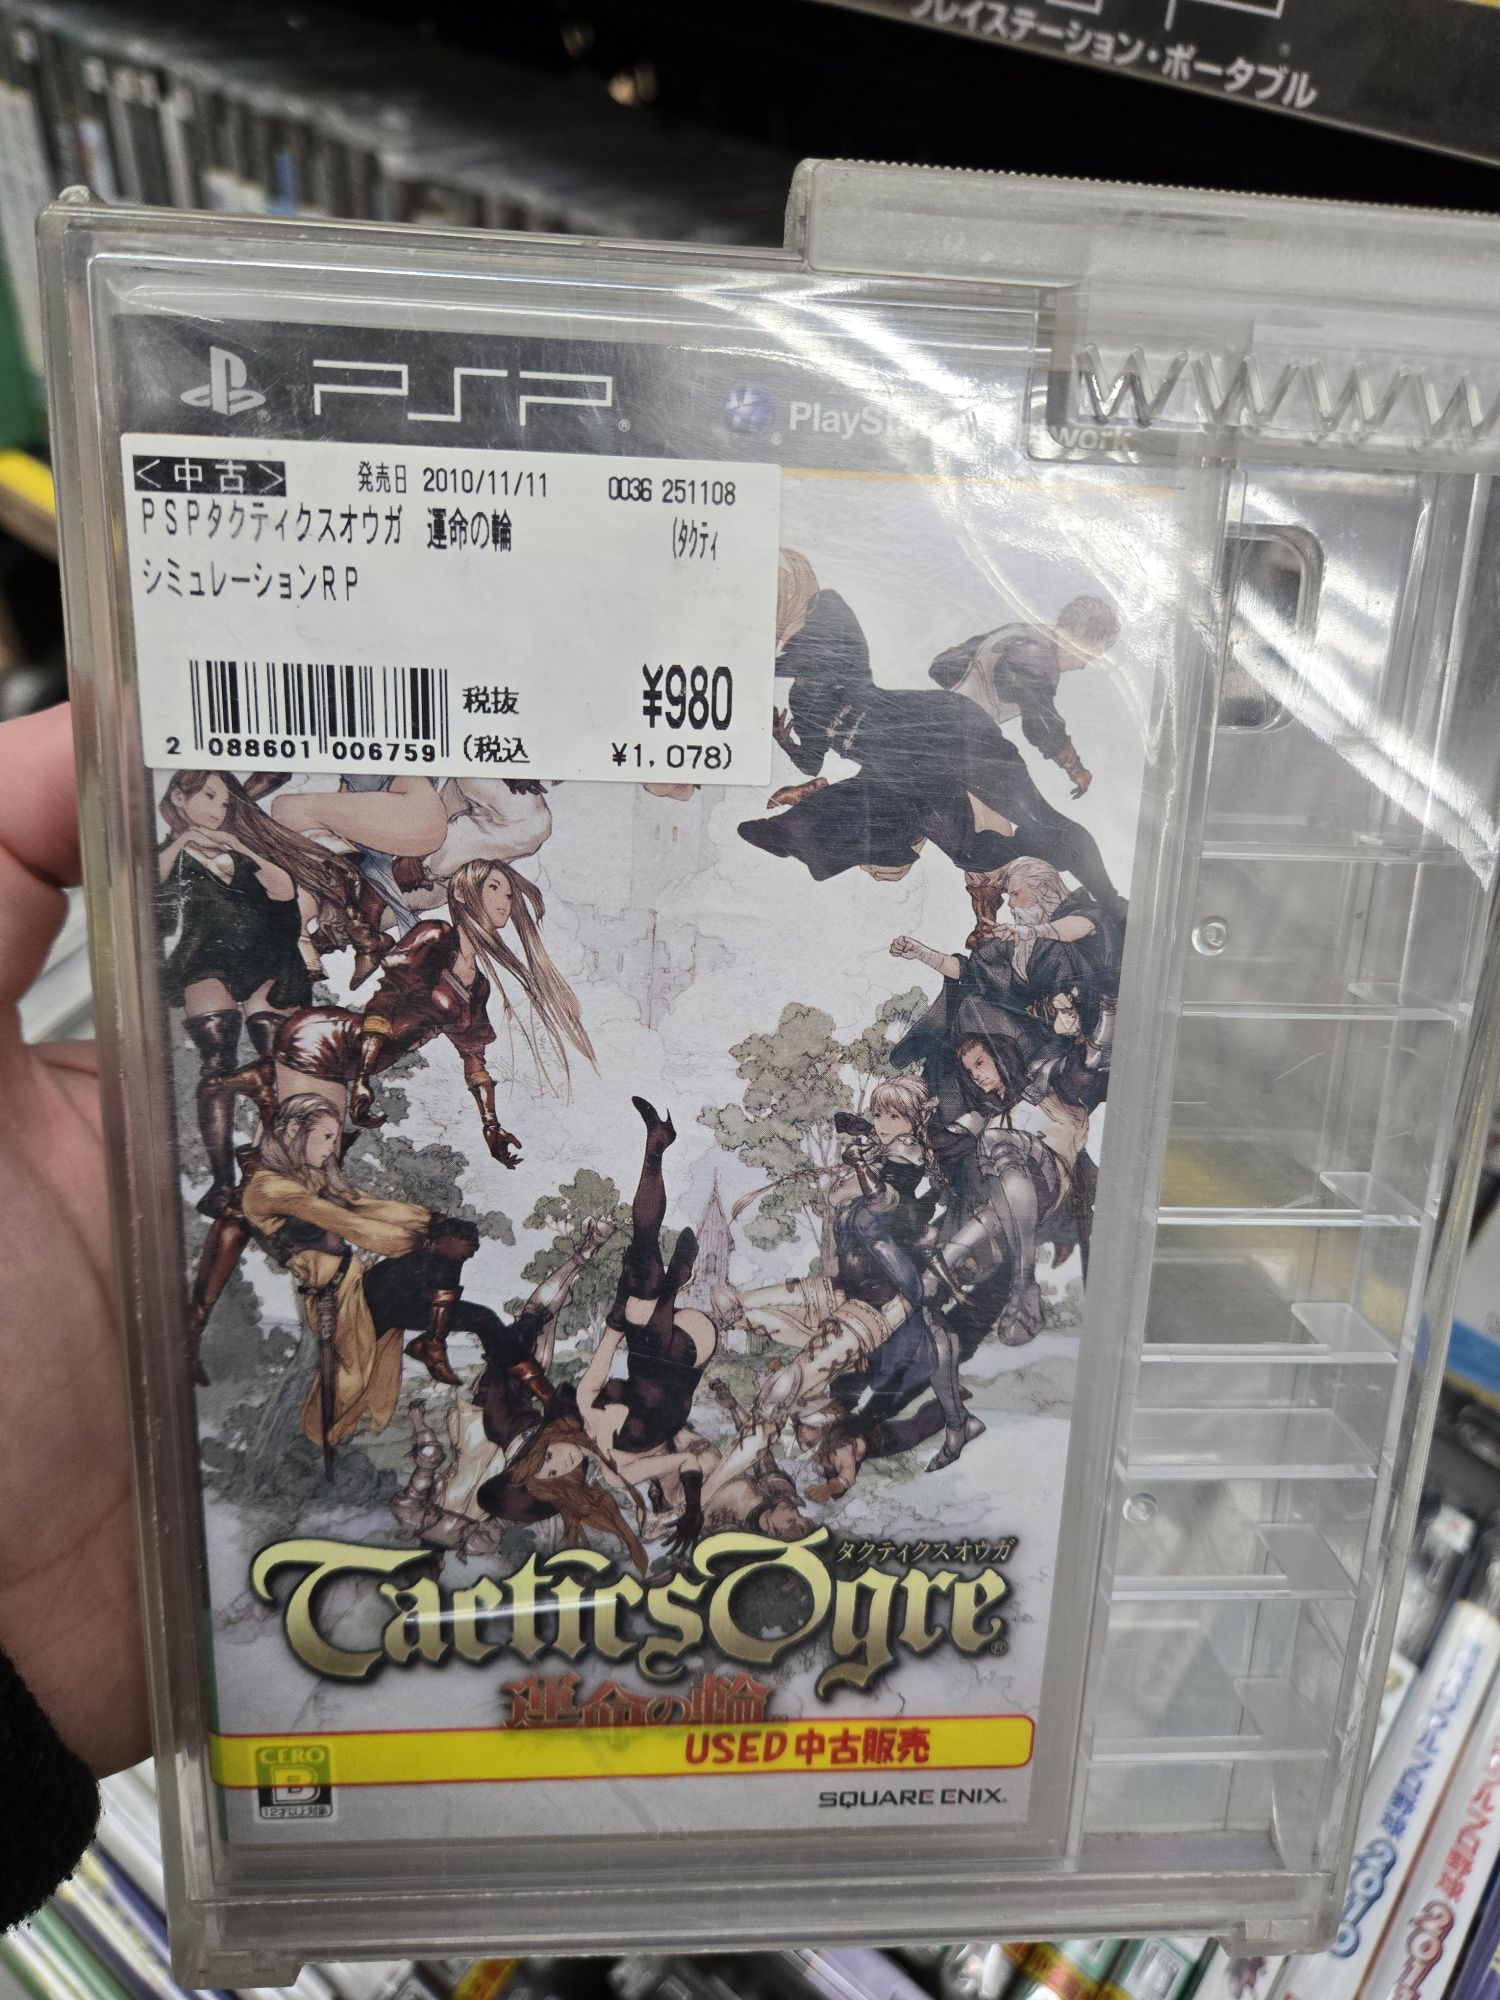 プレイステーション・ポータブル
PSP
PlayStation Network
<中古> 発売日 2010/11/11 0036 251108
PSPタクティクスオウガ 運命の輪 (タクティ
シミュレーションRP
税抜 ¥980
2 088601 006759 (税込 ¥1,078)
タクティクスオウガ
Tactics Ogre
運命の輪
USED 中古販売
CERO
B
12才以上対象
SQUARE ENIX